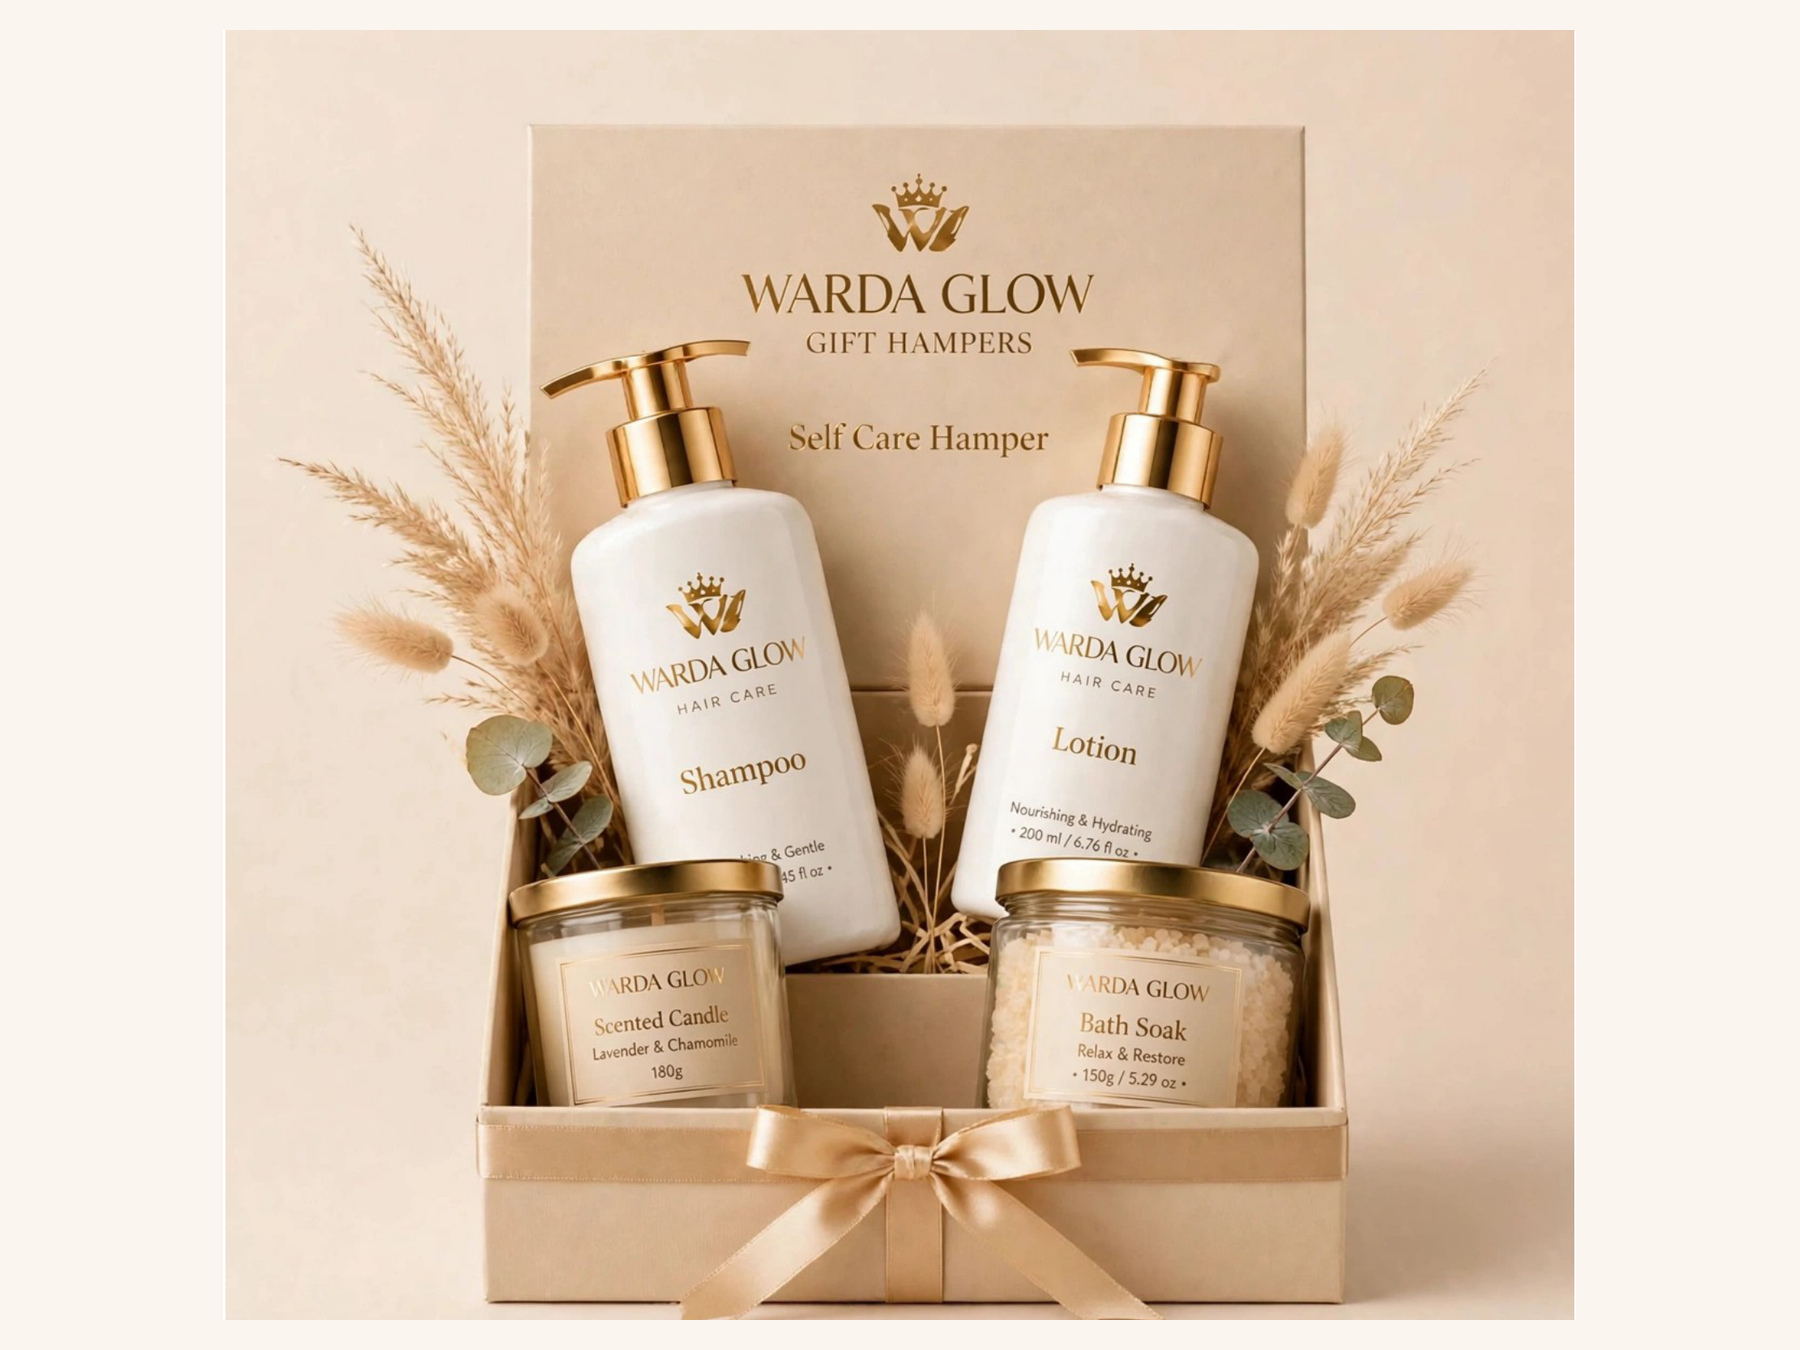 WARDA GLOW
GIFT HAMPERS
Self Care Hamper
WARDA GLOW
HAIR CARE
Shampoo
& Gentle
45 fl oz •
WARDA GLOW
HAIR CARE
Lotion
Nourishing & Hydrating
• 200 ml / 6.76 fl oz •
WARDA GLOW
Scented Candle
Lavender & Chamomile
180g
WARDA GLOW
Bath Soak
Relax & Restore
• 150g / 5.29 oz •